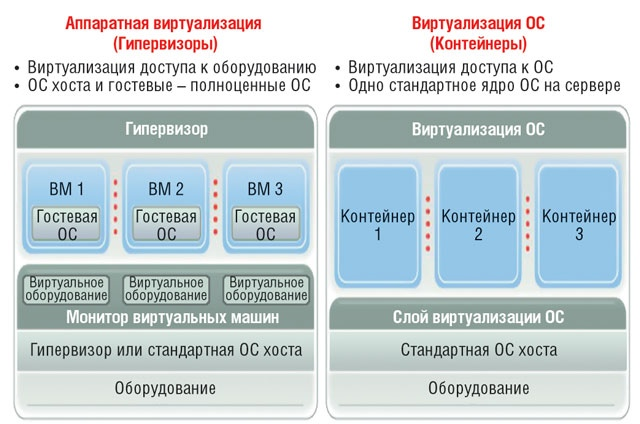 Аппаратная виртуализация
(Гипервизоры)
• Виртуализация доступа к оборудованию
• ОС хоста и гостевые – полноценные ОС
Гипервизор
ВМ 1
Гостевая
ОС
ВМ 2
Гостевая
ОС
ВМ 3
Гостевая
ОС
Виртуальное
оборудование
Виртуальное
оборудование
Виртуальное
оборудование
Монитор виртуальных машин
Гипервизор или стандартная ОС хоста
Оборудование
Виртуализация ОС
(Контейнеры)
• Виртуализация доступа к ОС
• Одно стандартное ядро ОС на сервере
Виртуализация ОС
Контейнер
1
Контейнер
2
Контейнер
3
Слой виртуализации ОС
Стандартная ОС хоста
Оборудование